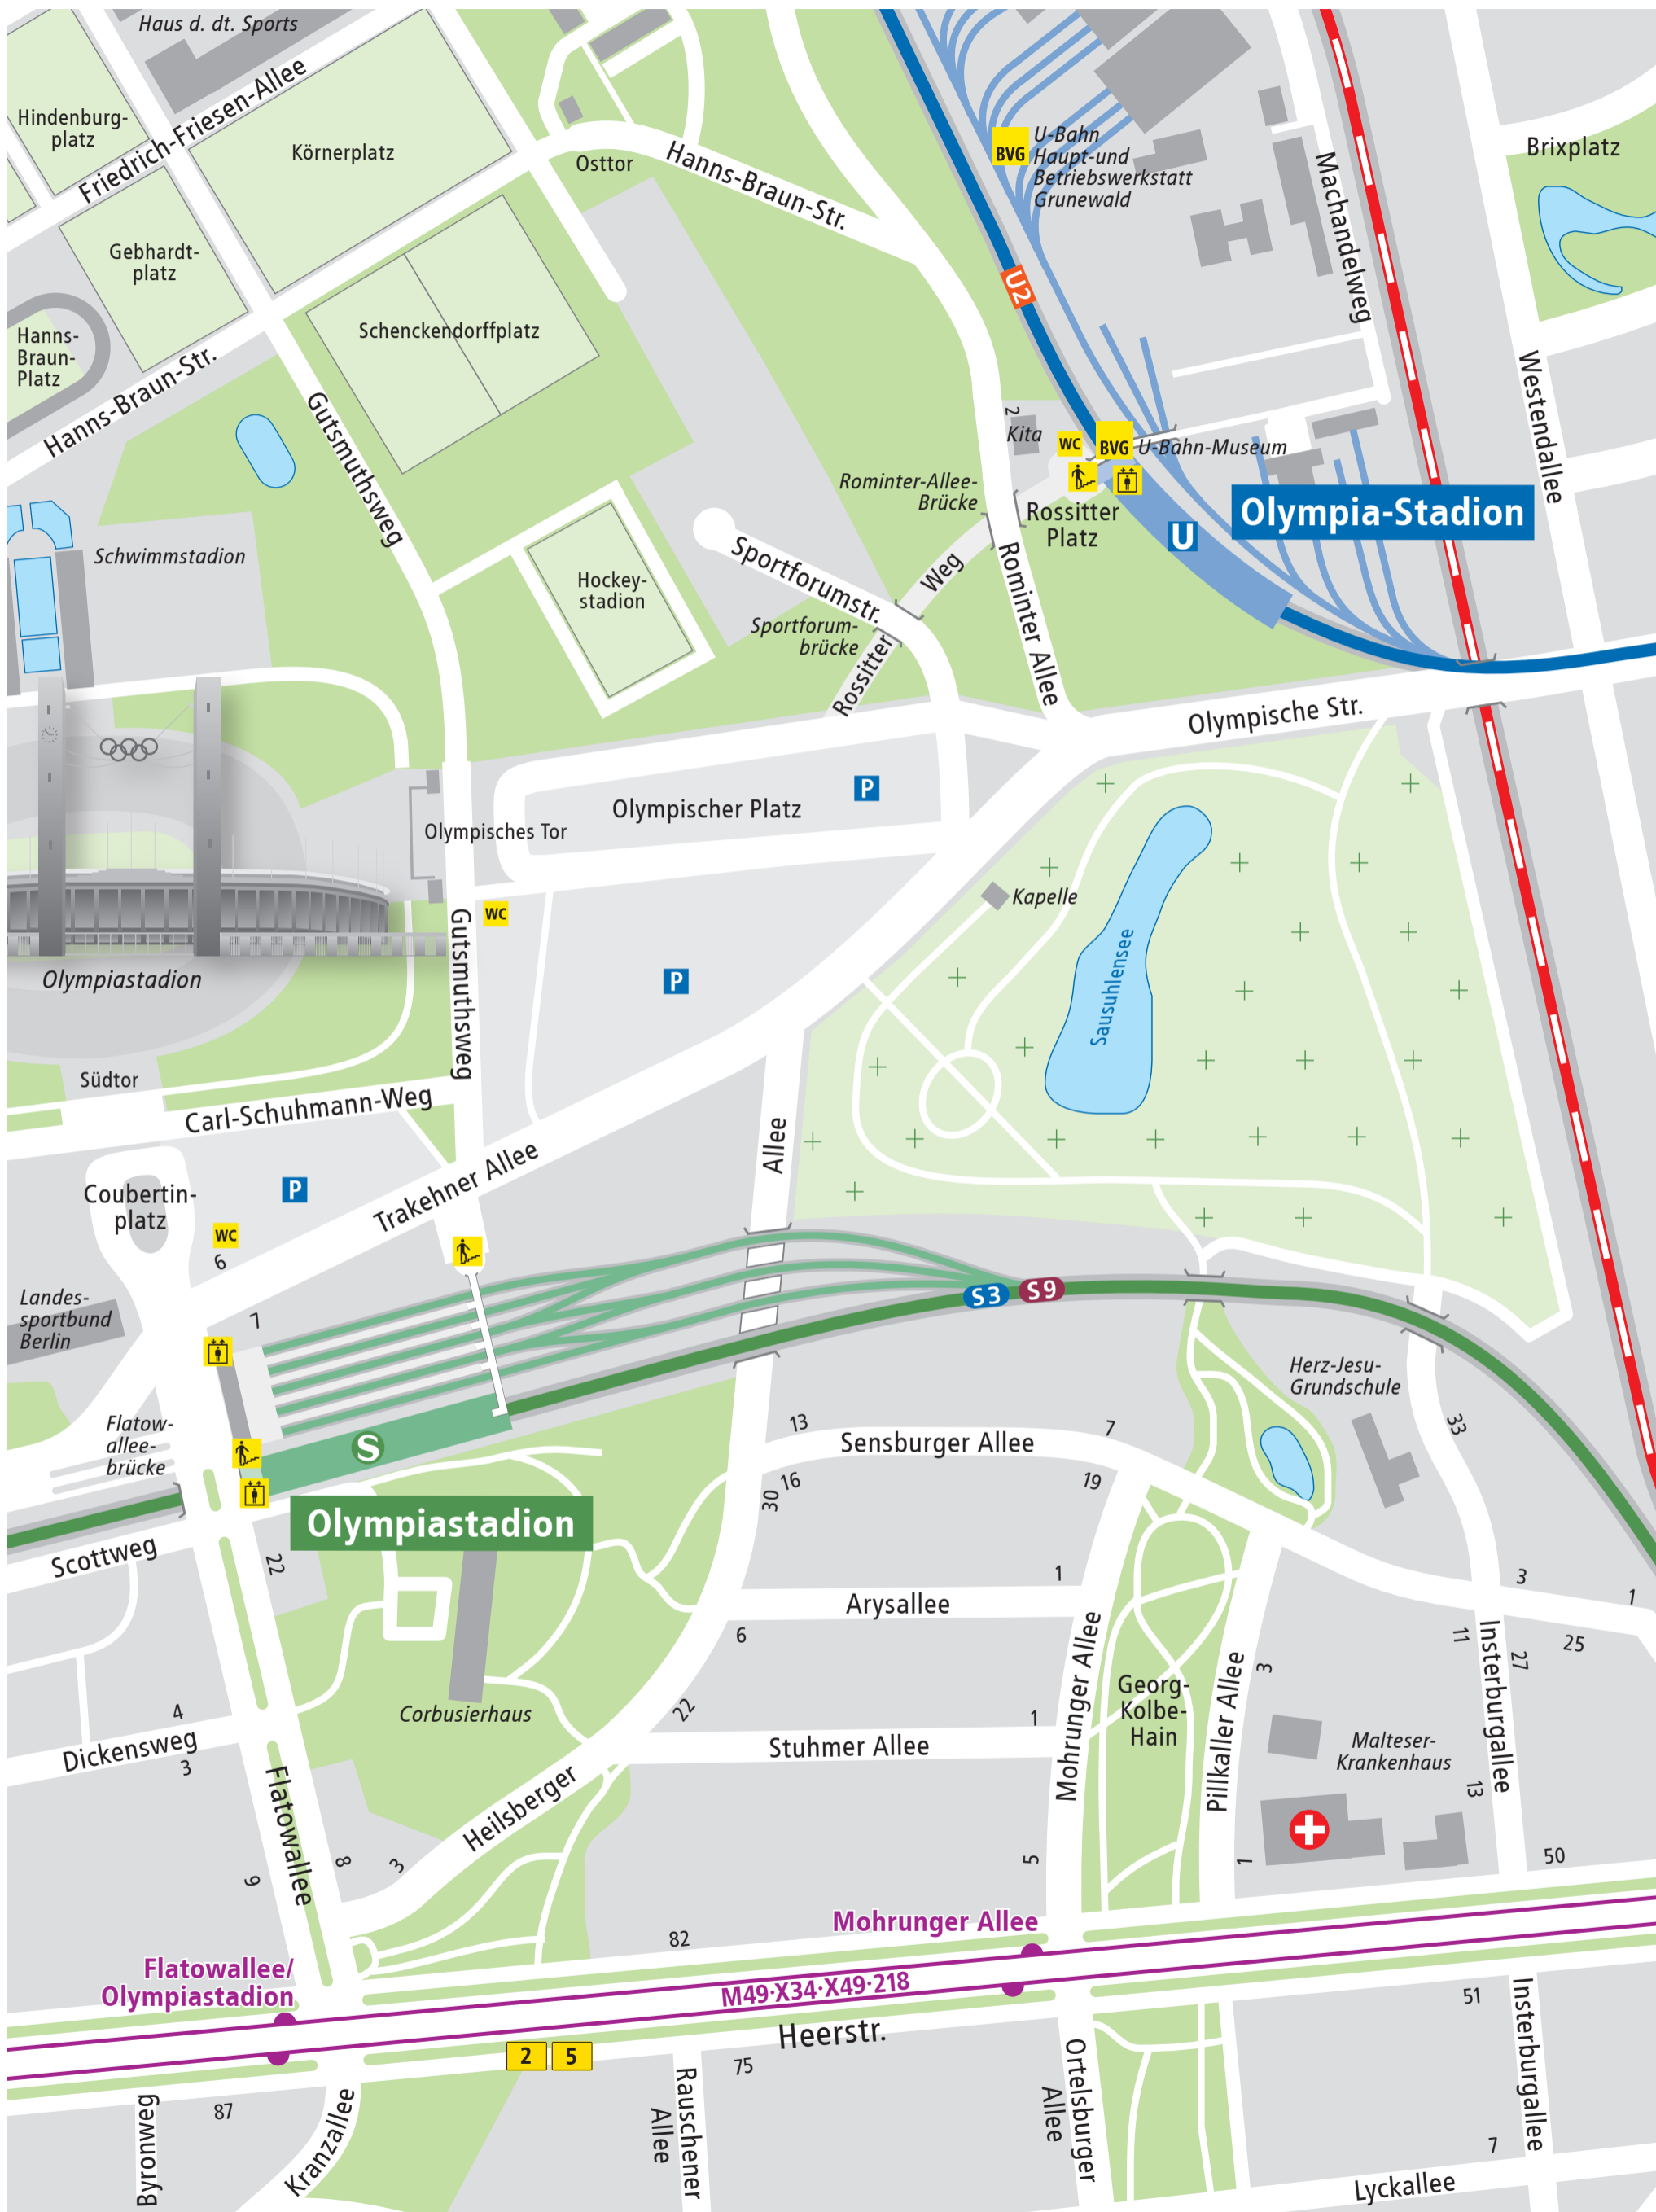 Haus d. dt. Sports
Friedrich-Friesen-Allee
Hindenburg-
platz
Körnerplatz
Osttor
Hanns-Braun-Str.
BVG
U-Bahn
Haupt-und
Betriebswerkstatt
Grunewald
Machandelweg
Brixplatz
Gebhardt-
platz
U2
Hanns-
Braun-
Platz
Schenckendorffplatz
Hanns-Braun-Str.
Gutsmuthsweg
Westendallee
2
Kita
WC
BVG
U-Bahn-Museum
Rominter-Allee-
Brücke
Rossitter
Platz
U
Olympia-Stadion
Schwimmstadion
Hockey-
stadion
Sportforumstr.
Weg
Rominter Allee
Sportforum-
brücke
Rossitter
Olympische Str.
P
Olympischer Platz
Olympisches Tor
WC
Kapelle
Gutsmuthsweg
Olympiastadion
P
Sausuhlensee
Südtor
Carl-Schuhmann-Weg
Allee
Trakehner Allee
Coubertin-
platz
P
WC
6
7
Landes-
sportbund
Berlin
S3
S9
Herz-Jesu-
Grundschule
Flatow-
allee-
brücke
S
13
Sensburger Allee
7
33
16
30
19
Olympiastadion
Scottweg
22
1
3
1
Arysallee
6
11
27
25
Insterburgallee
Mohrunger Allee
Georg-
Kolbe-
Hain
Pillkaller Allee
3
Corbusierhaus
22
1
Stuhmer Allee
4
Dickensweg
3
Malteser-
Krankenhaus
13
Flatowallee
Heilsberger
9
8
3
5
1
50
Mohrunger Allee
82
Flatowallee/
Olympiastadion
M49·X34·X49·218
Heerstr.
2
5
75
51
Insterburgallee
Byronweg
87
Kranzallee
Rauschener
Allee
Ortelsburger
Allee
7
Lyckallee